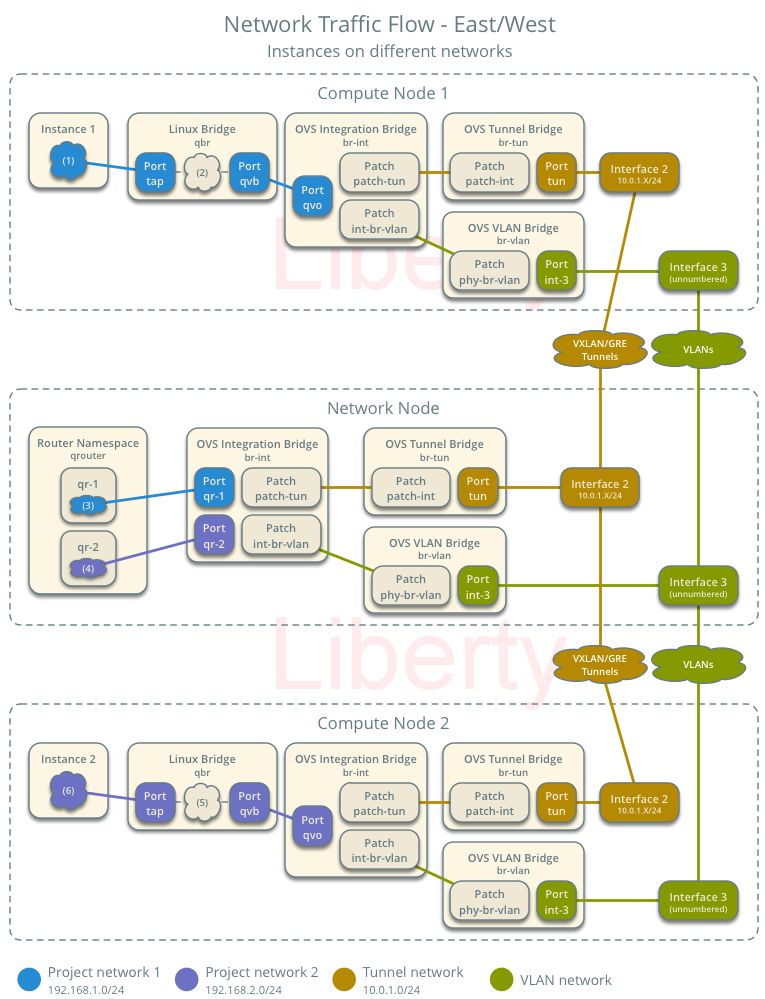 Network Traffic Flow - East/West
Instances on different networks
Compute Node 1
Instance 1
(1)
Linux Bridge
qbr
Port
tap
(2)
Port
qvb
OVS Integration Bridge
br-int
Port
qvo
Patch
patch-tun
Patch
int-br-vlan
OVS Tunnel Bridge
br-tun
Patch
patch-int
Port
tun
Interface 2
10.0.1.X/24
OVS VLAN Bridge
br-vlan
Patch
phy-br-vlan
Port
int-3
Interface 3
(unnumbered)
Liberty
VXLAN/GRE
Tunnels
VLANs
Network Node
Router Namespace
qrouter
qr-1
(3)
qr-2
(4)
OVS Integration Bridge
br-int
Port
qr-1
Patch
patch-tun
Port
qr-2
Patch
int-br-vlan
OVS Tunnel Bridge
br-tun
Patch
patch-int
Port
tun
Interface 2
10.0.1.X/24
OVS VLAN Bridge
br-vlan
Patch
phy-br-vlan
Port
int-3
Interface 3
(unnumbered)
Liberty
VXLAN/GRE
Tunnels
VLANs
Compute Node 2
Instance 2
(6)
Linux Bridge
qbr
Port
tap
(5)
Port
qvb
OVS Integration Bridge
br-int
Port
qvo
Patch
patch-tun
Patch
int-br-vlan
OVS Tunnel Bridge
br-tun
Patch
patch-int
Port
tun
Interface 2
10.0.1.X/24
OVS VLAN Bridge
br-vlan
Patch
phy-br-vlan
Port
int-3
Interface 3
(unnumbered)
Project network 1
192.168.1.0/24
Project network 2
192.168.2.0/24
Tunnel network
10.0.1.0/24
VLAN network